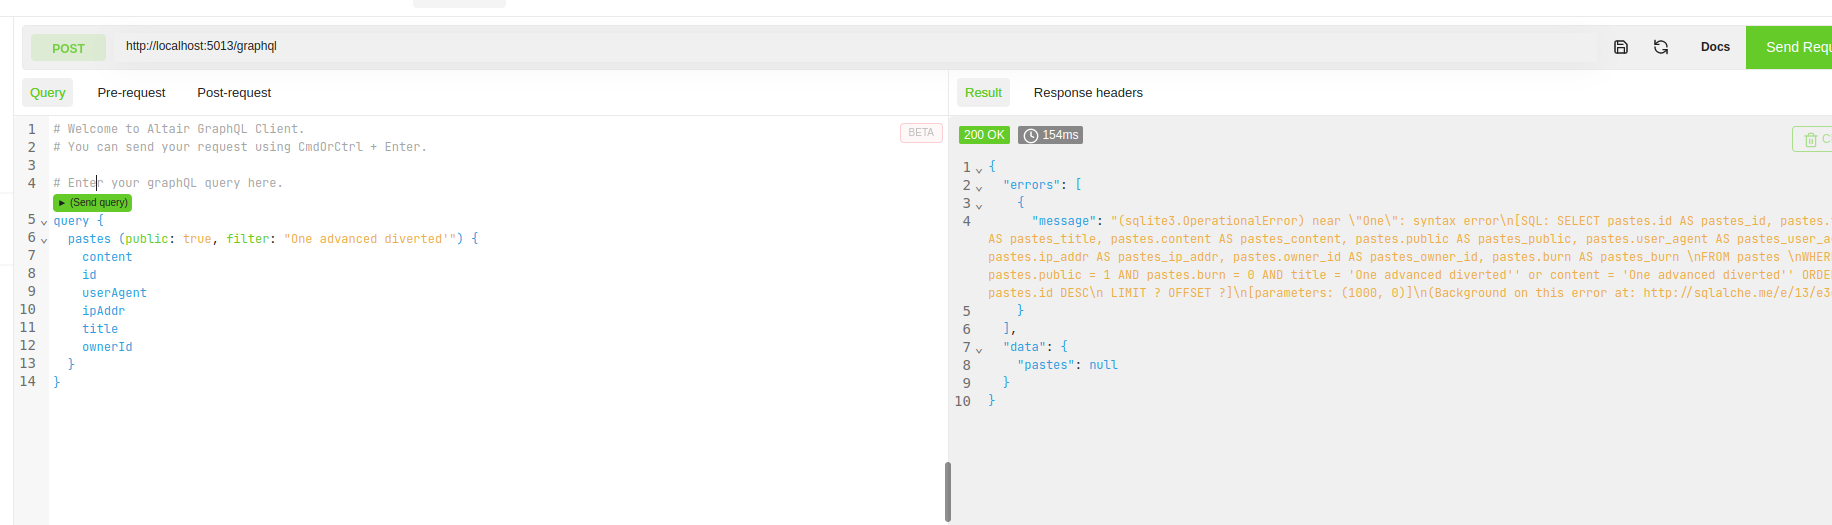 POST http://localhost:5013/graphql Docs Send Requ
Query Pre-request Post-request
1 # Welcome to Altair GraphQL Client.
2 # You can send your request using CmdOrCtrl + Enter.
3
4 # Enter your graphQL query here.
▸ (Send query)
5 query {
6 pastes (public: true, filter: "One advanced diverted'") {
7 content
8 id
9 userAgent
10 ipAddr
11 title
12 ownerId
13 }
14 }
BETA
Result Response headers
200 OK 154ms
1 {
2 "errors": [
3 {
4 "message": "(sqlite3.OperationalError) near \"One\": syntax error\n[SQL: SELECT pastes.id AS pastes_id, pastes.
AS pastes_title, pastes.content AS pastes_content, pastes.public AS pastes_public, pastes.user_agent AS pastes_user_a
pastes.ip_addr AS pastes_ip_addr, pastes.owner_id AS pastes_owner_id, pastes.burn AS pastes_burn \nFROM pastes \nWHER
pastes.public = 1 AND pastes.burn = 0 AND title = 'One advanced diverted'' or content = 'One advanced diverted'' ORDE
pastes.id DESC\n LIMIT ? OFFSET ?]\n[parameters: (1000, 0)]\n(Background on this error at: http://sqlalche.me/e/13/e3
5 }
6 ],
7 "data": {
8 "pastes": null
9 }
10 }